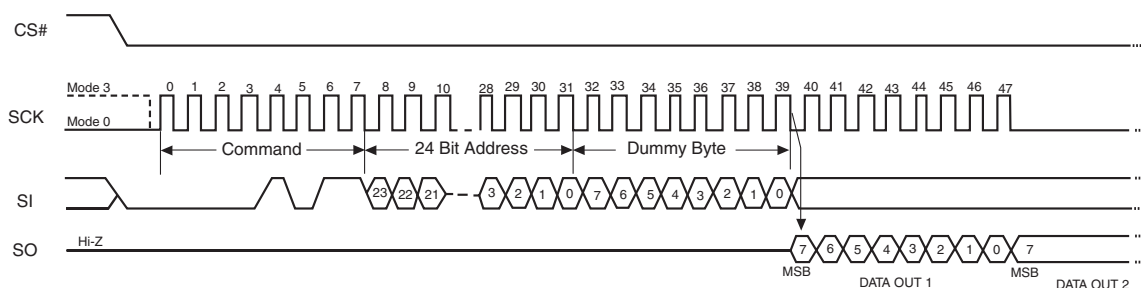 CS#
Mode 3
0 1 2 3 4 5 6 7 8 9 10 28 29 30 31 32 33 34 35 36 37 38 39 40 41 42 43 44 45 46 47
SCK
Mode 0
Command 24 Bit Address Dummy Byte
SI
23 22 21 3 2 1 0 7 6 5 4 3 2 1 0
SO
Hi-Z
7 6 5 4 3 2 1 0 7
MSB DATA OUT 1 MSB DATA OUT 2